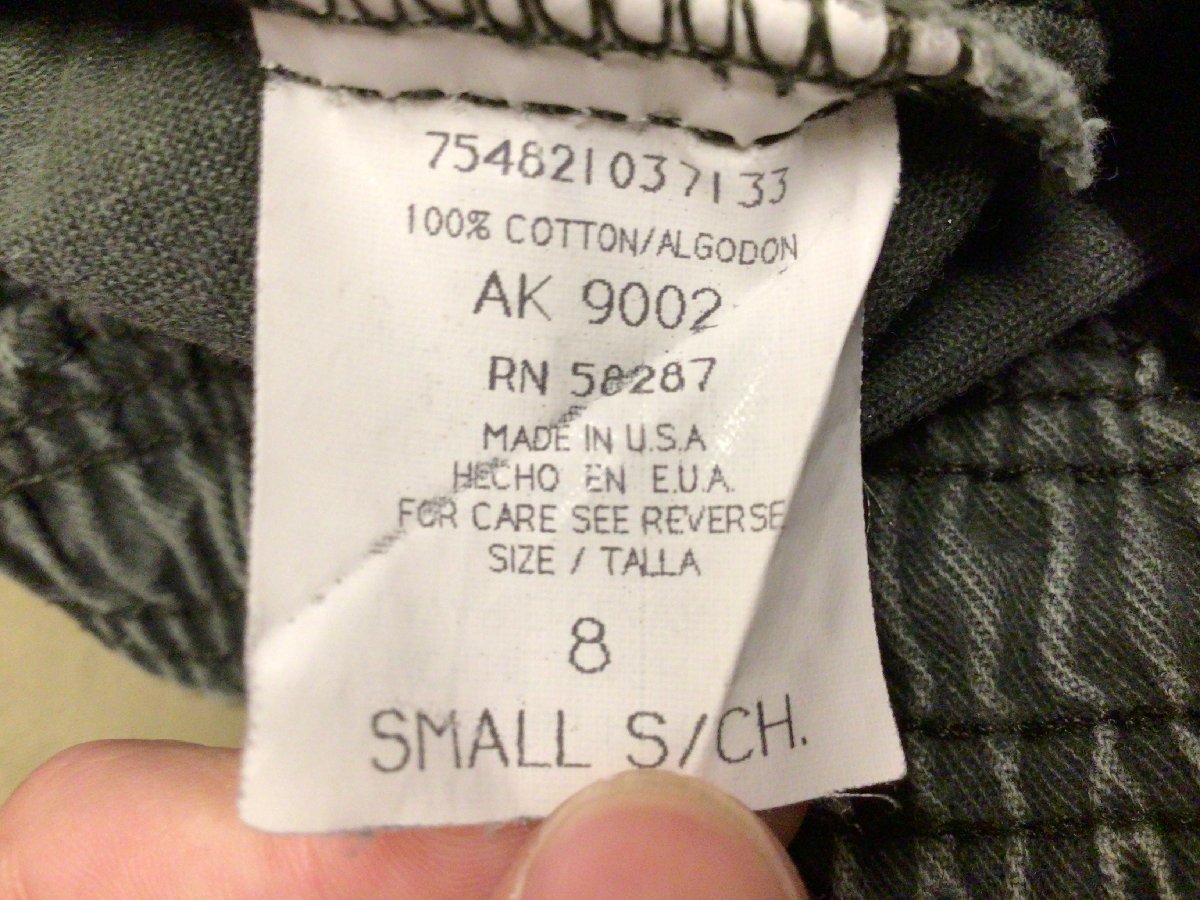 754821037133
100% COTTON/ALGODON
AK 9002
RN 58287
MADE IN U.S.A
HECHO EN E.U.A.
FOR CARE SEE REVERSE
SIZE / TALLA
8
SMALL S/CH.